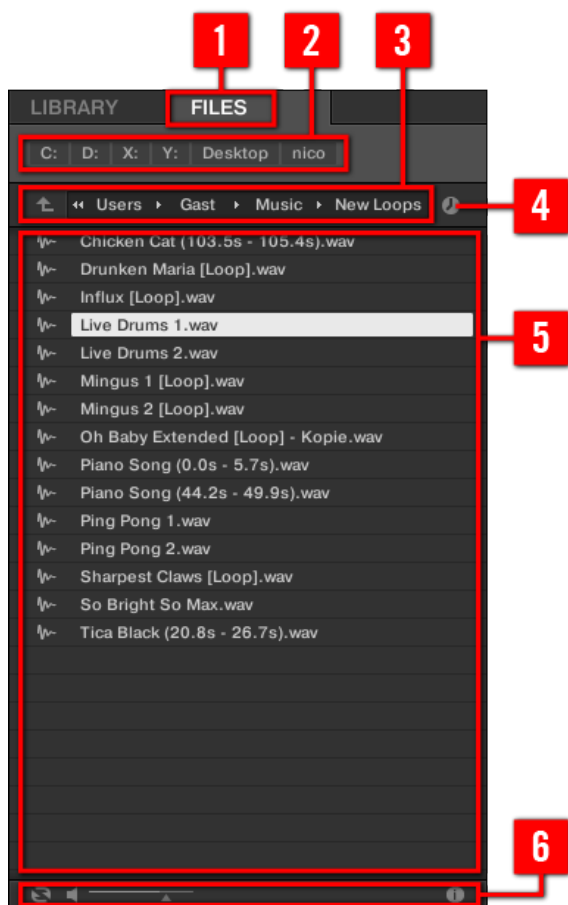 1 2 3
LIBRARY FILES
C: D: X: Y: Desktop nico
Users Gast Music New Loops 4
Chicken Cat (103.5s - 105.4s).wav
Drunken Maria [Loop].wav
Influx [Loop].wav
Live Drums 1.wav 5
Live Drums 2.wav
Mingus 1 [Loop].wav
Mingus 2 [Loop].wav
Oh Baby Extended [Loop] - Kopie.wav
Piano Song (0.0s - 5.7s).wav
Piano Song (44.2s - 49.9s).wav
Ping Pong 1.wav
Ping Pong 2.wav
Sharpest Claws [Loop].wav
So Bright So Max.wav
Tica Black (20.8s - 26.7s).wav
6